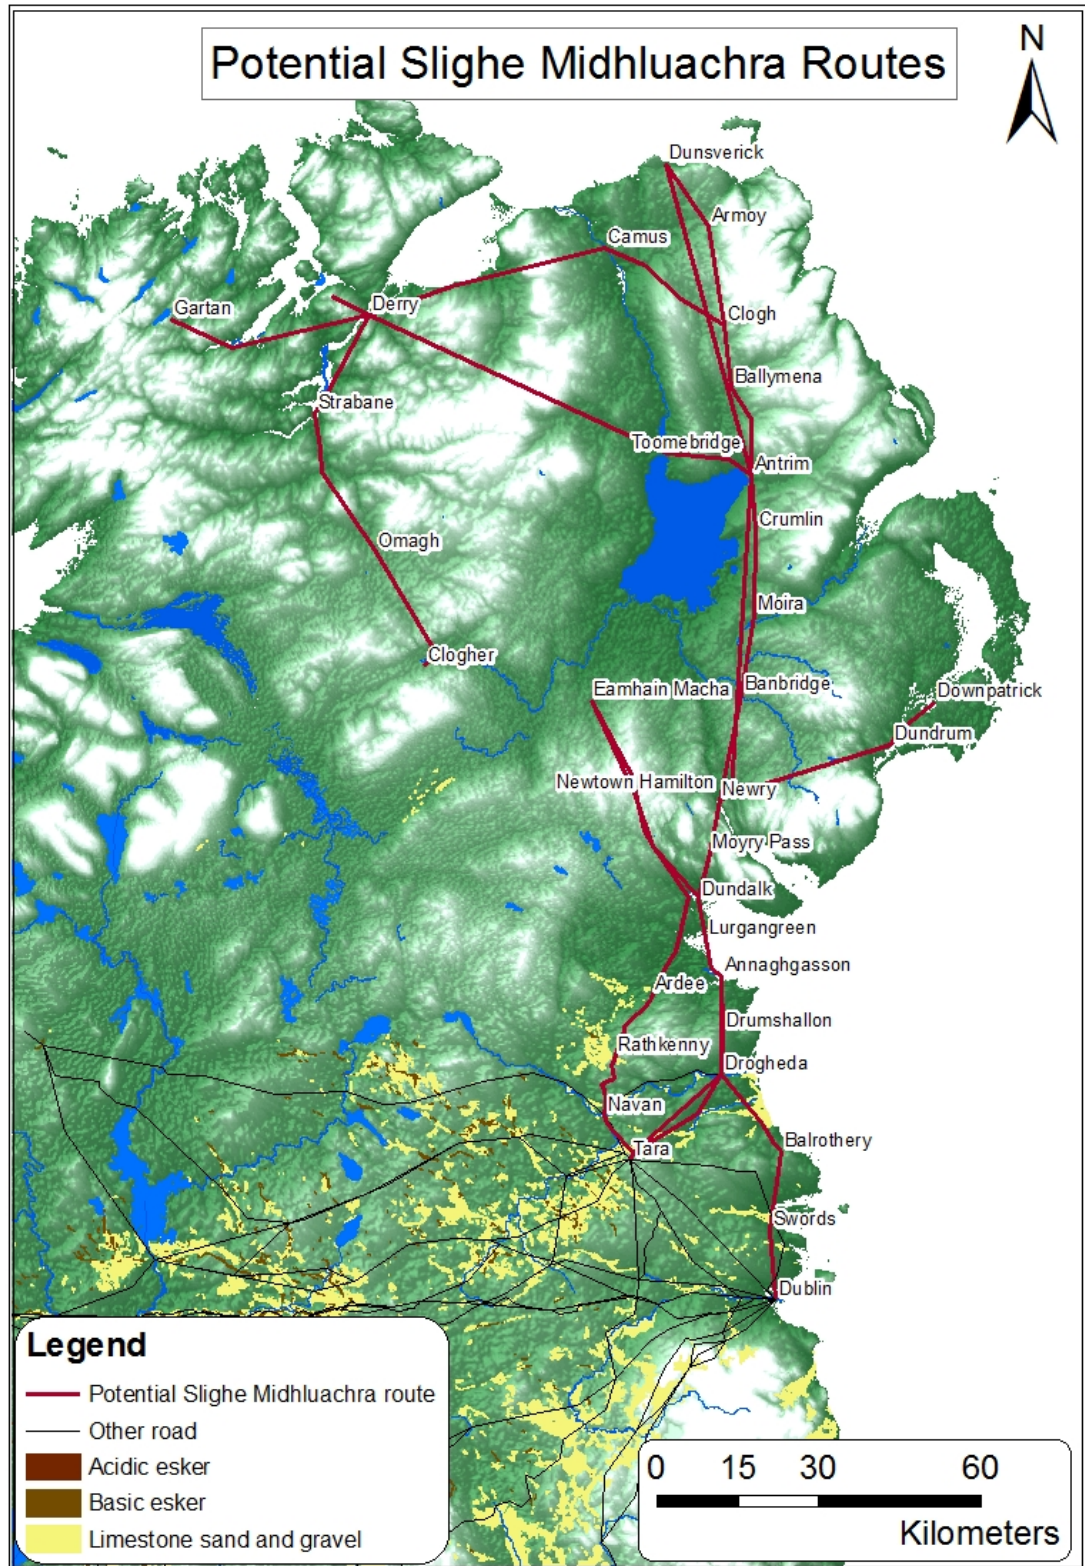 Potential Slighe Midhluachra Routes
N
Dunsverick
Armoy
Camus
Gartan
Derry
Clogh
Ballymena
Strabane
Toomebridge
Antrim
Crumlin
Omagh
Moira
Clogher
Eamhain Macha
Banbridge
Downpatrick
Dundrum
Newtown Hamilton
Newry
Moyry Pass
Dundalk
Lurgangreen
Annaghgasson
Ardee
Drumshallon
Rathkenny
Drogheda
Navan
Tara
Balrothery
Swords
Dublin
Legend
Potential Slighe Midhluachra route
Other road
Acidic esker
Basic esker
Limestone sand and gravel
0 15 30 60
Kilometers